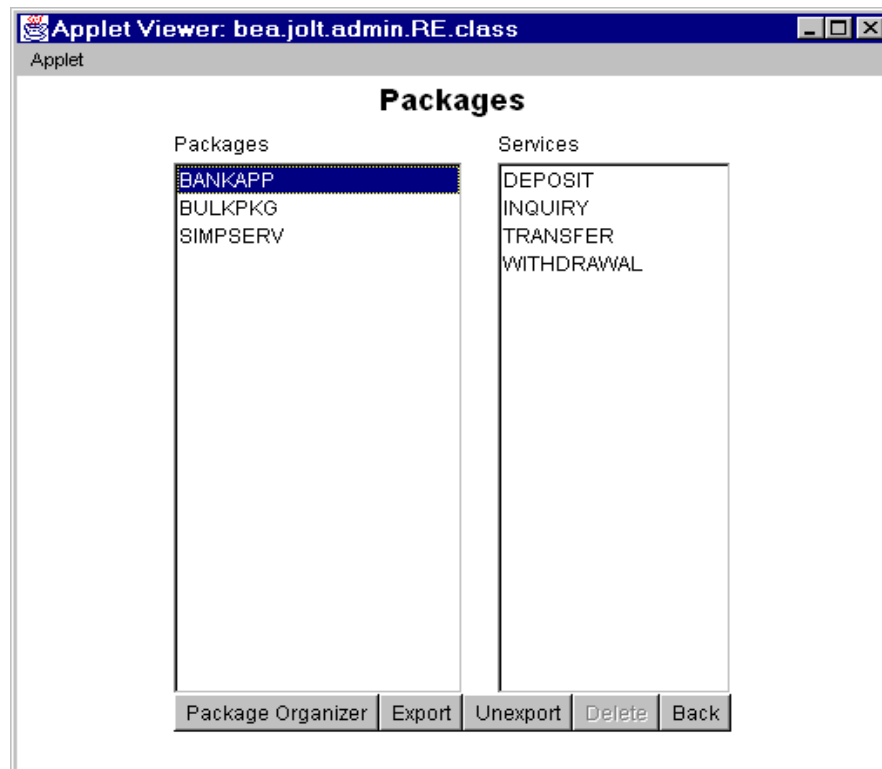 Applet Viewer: bea.jolt.admin.RE.class
Applet
Packages
Packages
Services
BANKAPP
BULKPKG
SIMPSERV
DEPOSIT
INQUIRY
TRANSFER
WITHDRAWAL
Package Organizer Export Unexport Delete Back